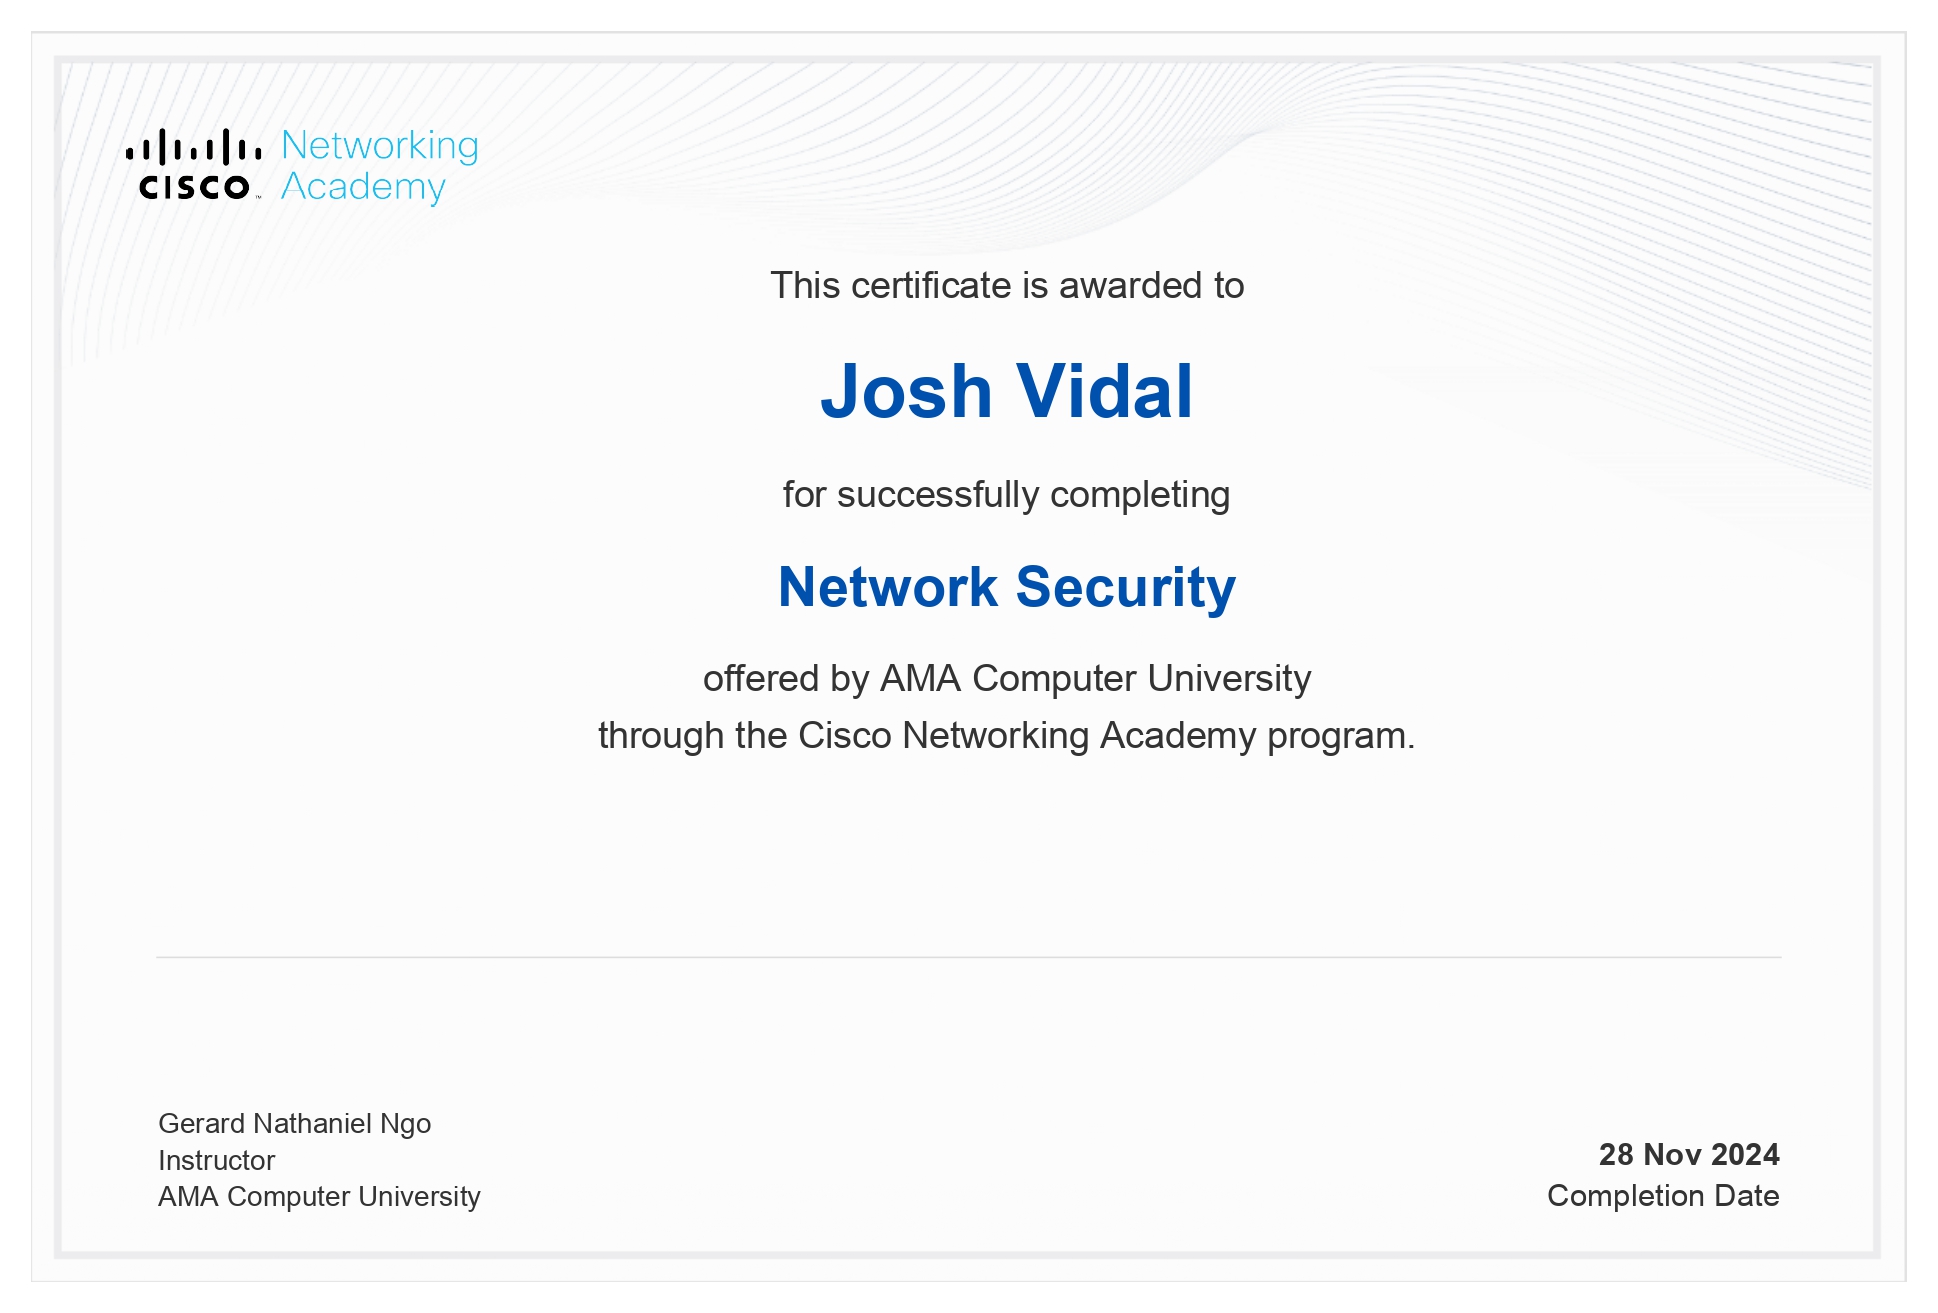 Networking
Academy
CISCO™
This certificate is awarded to
Josh Vidal
for successfully completing
Network Security
offered by AMA Computer University
through the Cisco Networking Academy program.
Gerard Nathaniel Ngo
Instructor
AMA Computer University
28 Nov 2024
Completion Date